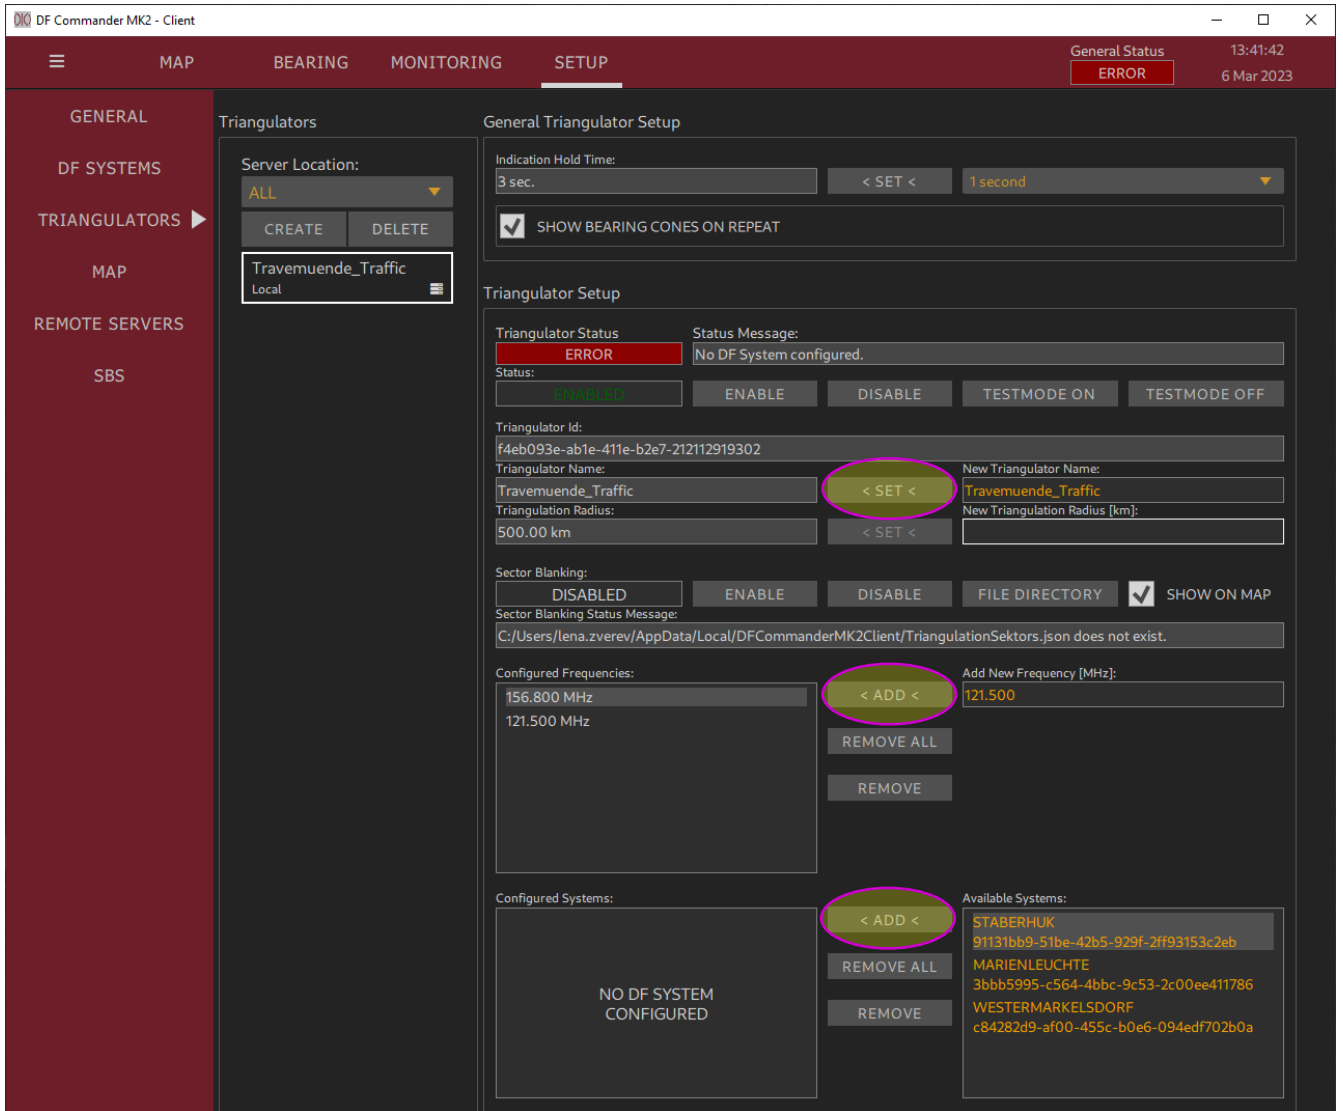 DF Commander MK2 - Client
MAP
BEARING
MONITORING
SETUP
General Status
ERROR
13:41:42
6 Mar 2023
GENERAL
DF SYSTEMS
TRIANGULATORS
MAP
REMOTE SERVERS
SBS
Triangulators
Server Location:
ALL
CREATE
DELETE
Travemuende_Traffic
Local
General Triangulator Setup
Indication Hold Time:
3 sec.
< SET <
1 second
SHOW BEARING CONES ON REPEAT
Triangulator Setup
Triangulator Status
Status Message:
ERROR
No DF System configured.
Status:
ENABLED
ENABLE
DISABLE
TESTMODE ON
TESTMODE OFF
Triangulator Id:
f4eb093e-ab1e-411e-b2e7-212112919302
Triangulator Name:
New Triangulator Name:
Travemuende_Traffic
< SET <
Travemuende_Traffic
Triangulation Radius:
New Triangulation Radius [km]:
500.00 km
< SET <
Sector Blanking:
DISABLED
ENABLE
DISABLE
FILE DIRECTORY
SHOW ON MAP
Sector Blanking Status Message:
C:/Users/lena.zverev/AppData/Local/DFCommanderMK2Client/TriangulationSektors.json does not exist.
Configured Frequencies:
Add New Frequency [MHz]:
156.800 MHz
121.500 MHz
< ADD <
121.500
REMOVE ALL
REMOVE
Configured Systems:
Available Systems:
NO DF SYSTEM
CONFIGURED
< ADD <
REMOVE ALL
REMOVE
STABERHUK
91131bb9-51be-42b5-929f-2ff93153c2eb
MARIENLEUCHTE
3bbb5995-c564-4bbc-9c53-2c00ee411786
WESTERMARKELSDORF
c84282d9-af00-455c-b0e6-094edf702b0a